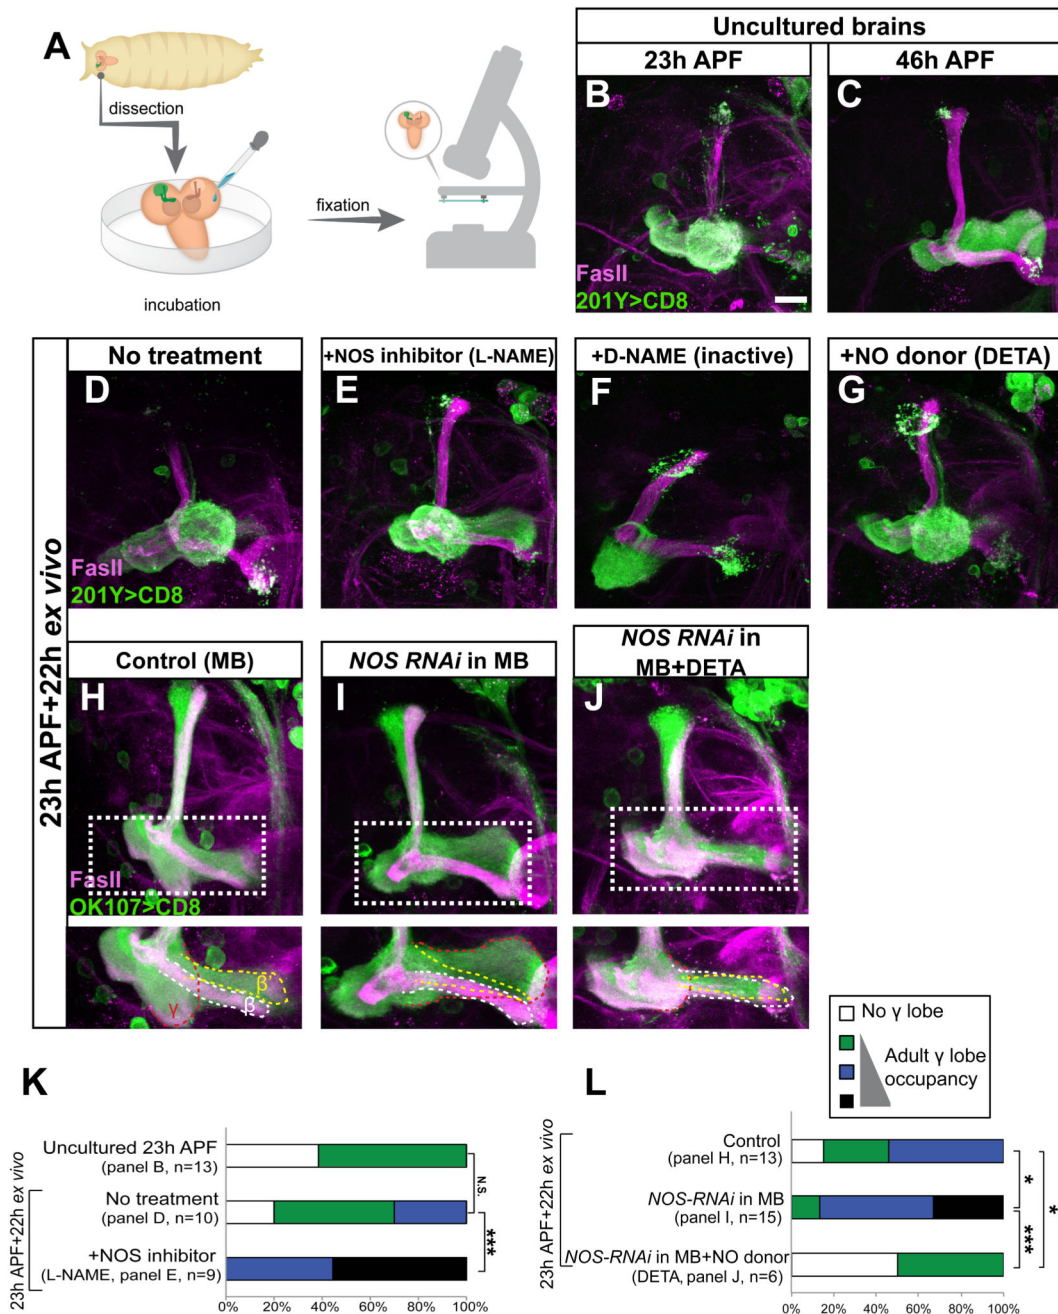 A
dissection
incubation
fixation
Uncultured brains
23h APF
46h APF
B
C
FasII
201Y>CD8
23h APF+22h ex vivo
No treatment
+NOS inhibitor (L-NAME)
+D-NAME (inactive)
+NO donor (DETA)
D
E
F
G
FasII
201Y>CD8
Control (MB)
NOS RNAi in MB
NOS RNAi in
MB+DETA
H
I
J
FasII
OK107>CD8
γ
β
β
No γ lobe
Adult γ lobe
occupancy
K
23h APF+22h ex vivo
Uncultured 23h APF
(panel B, n=13)
No treatment
(panel D, n=10)
+NOS inhibitor
(L-NAME, panel E, n=9)
N.S.
***
0%
20%
40%
60%
80%
100%
L
23h APF+22h ex vivo
Control
(panel H, n=13)
NOS-RNAi in MB
(panel I, n=15)
NOS-RNAi in MB+NO donor
(DETA, panel J, n=6)
*
***
*
0%
20%
40%
60%
80%
100%